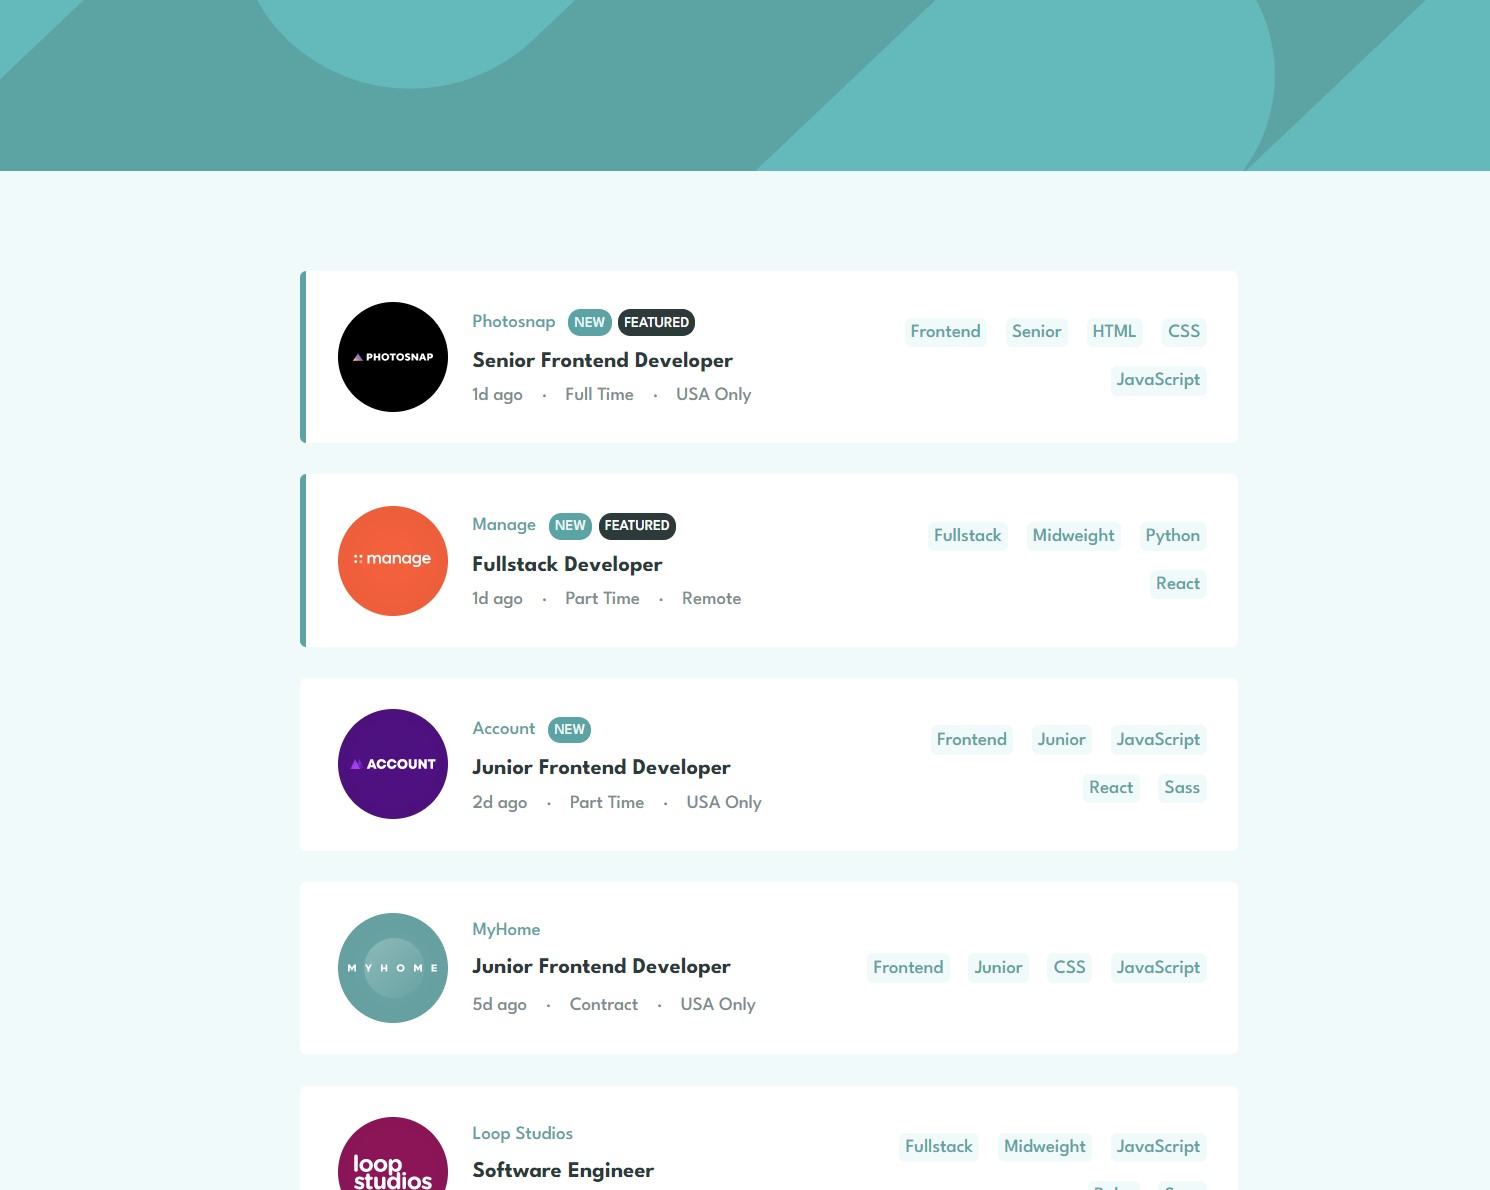 PHOTOSNAP
Photosnap NEW FEATURED
Senior Frontend Developer
1d ago · Full Time · USA Only
Frontend Senior HTML CSS
JavaScript
manage
Manage NEW FEATURED
Fullstack Developer
1d ago · Part Time · Remote
Fullstack Midweight Python
React
ACCOUNT
Account NEW
Junior Frontend Developer
2d ago · Part Time · USA Only
Frontend Junior JavaScript
React Sass
MYHOME
MyHome
Junior Frontend Developer
5d ago · Contract · USA Only
Frontend Junior CSS JavaScript
loop
studios
Loop Studios
Software Engineer
Fullstack Midweight JavaScript